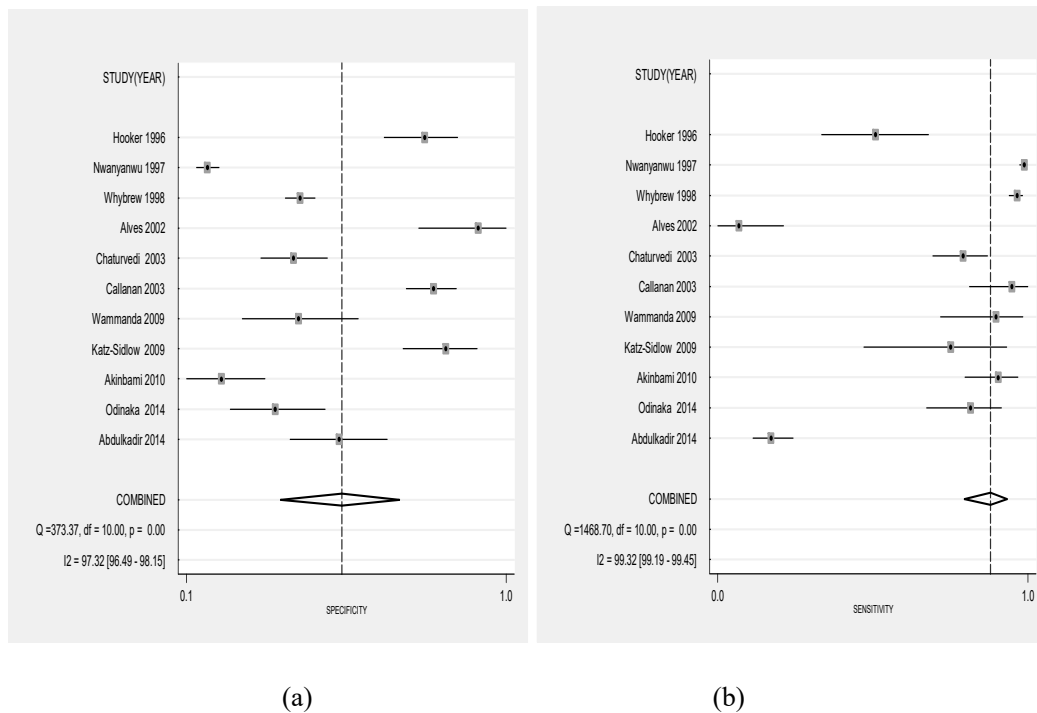 STUDY(YEAR)
Hooker 1996
Nwanyanwu 1997
Whybrew 1998
Alves 2002
Chaturvedi 2003
Callanan 2003
Wammanda 2009
Katz-Sidlow 2009
Akinbami 2010
Odinaka 2014
Abdulkadir 2014
COMBINED
Q =373.37, df = 10.00, p = 0.00
I2 = 97.32 [96.49 - 98.15]
0.1 1.0
SPECIFICITY
STUDY(YEAR)
Hooker 1996
Nwanyanwu 1997
Whybrew 1998
Alves 2002
Chaturvedi 2003
Callanan 2003
Wammanda 2009
Katz-Sidlow 2009
Akinbami 2010
Odinaka 2014
Abdulkadir 2014
COMBINED
Q =1468.70, df = 10.00, p = 0.00
I2 = 99.32 [99.19 - 99.45]
0.0 1.0
SENSITIVITY
(a) (b)